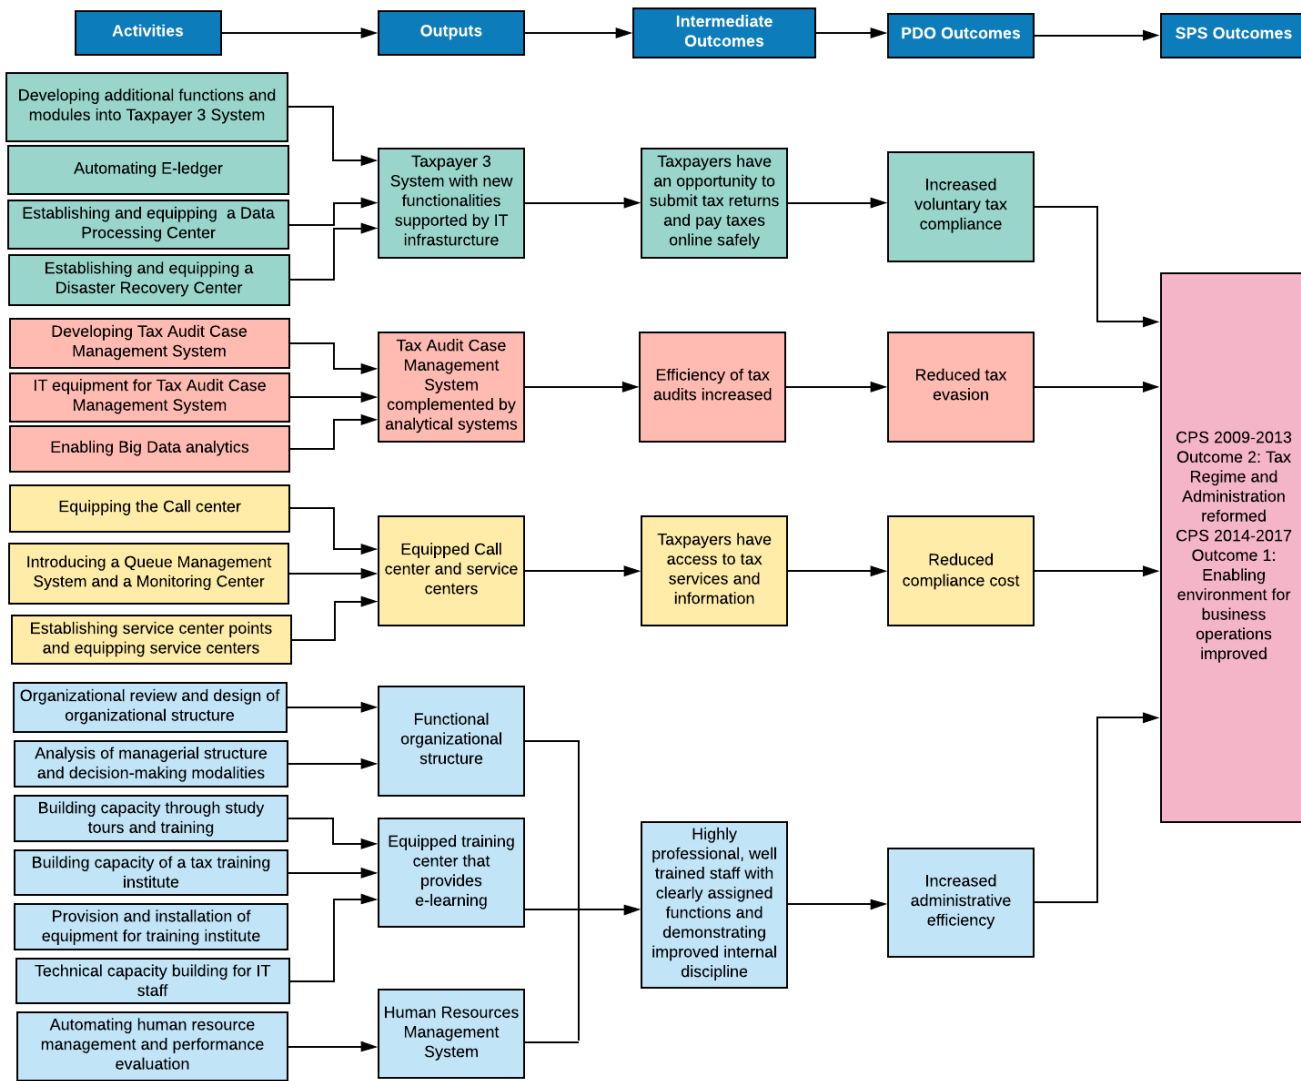 Activities
Outputs
Intermediate
Outcomes
PDO Outcomes
SPS Outcomes
Developing additional functions and
modules into Taxpayer 3 System
Automating E-ledger
Establishing and equipping a Data
Processing Center
Establishing and equipping a
Disaster Recovery Center
Taxpayer 3
System with new
functionalities
supported by IT
infrasturcture
Taxpayers have
an opportunity to
submit tax returns
and pay taxes
online safely
Increased
voluntary tax
compliance
Developing Tax Audit Case
Management System
IT equipment for Tax Audit Case
Management System
Enabling Big Data analytics
Tax Audit Case
Management
System
complemented by
analytical systems
Efficiency of tax
audits increased
Reduced tax
evasion
Equipping the Call center
Introducing a Queue Management
System and a Monitoring Center
Establishing service center points
and equipping service centers
Equipped Call
center and service
centers
Taxpayers have
access to tax
services and
information
Reduced
compliance cost
CPS 2009-2013
Outcome 2: Tax
Regime and
Administration
reformed
CPS 2014-2017
Outcome 1:
Enabling
environment for
business
operations
improved
Organizational review and design of
organizational structure
Analysis of managerial structure
and decision-making modalities
Building capacity through study
tours and training
Building capacity of a tax training
institute
Provision and installation of
equipment for training institute
Technical capacity building for IT
staff
Automating human resource
management and performance
evaluation
Functional
organizational
structure
Equipped training
center that
provides
e-learning
Human Resources
Management
System
Highly
professional, well
trained staff with
clearly assigned
functions and
demonstrating
improved internal
discipline
Increased
administrative
efficiency